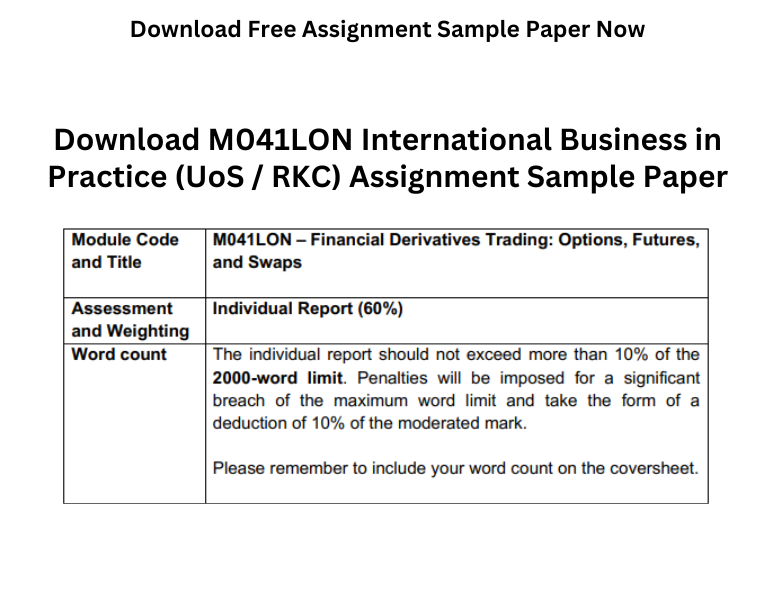 Download Free Assignment Sample Paper Now
Download M041LON International Business in
Practice (UoS / RKC) Assignment Sample Paper
Module Code
and Title
M041LON – Financial Derivatives Trading: Options, Futures,
and Swaps
Assessment
and Weighting
Individual Report (60%)
Word count
The individual report should not exceed more than 10% of the
2000-word limit. Penalties will be imposed for a significant
breach of the maximum word limit and take the form of a
deduction of 10% of the moderated mark.
Please remember to include your word count on the coversheet.